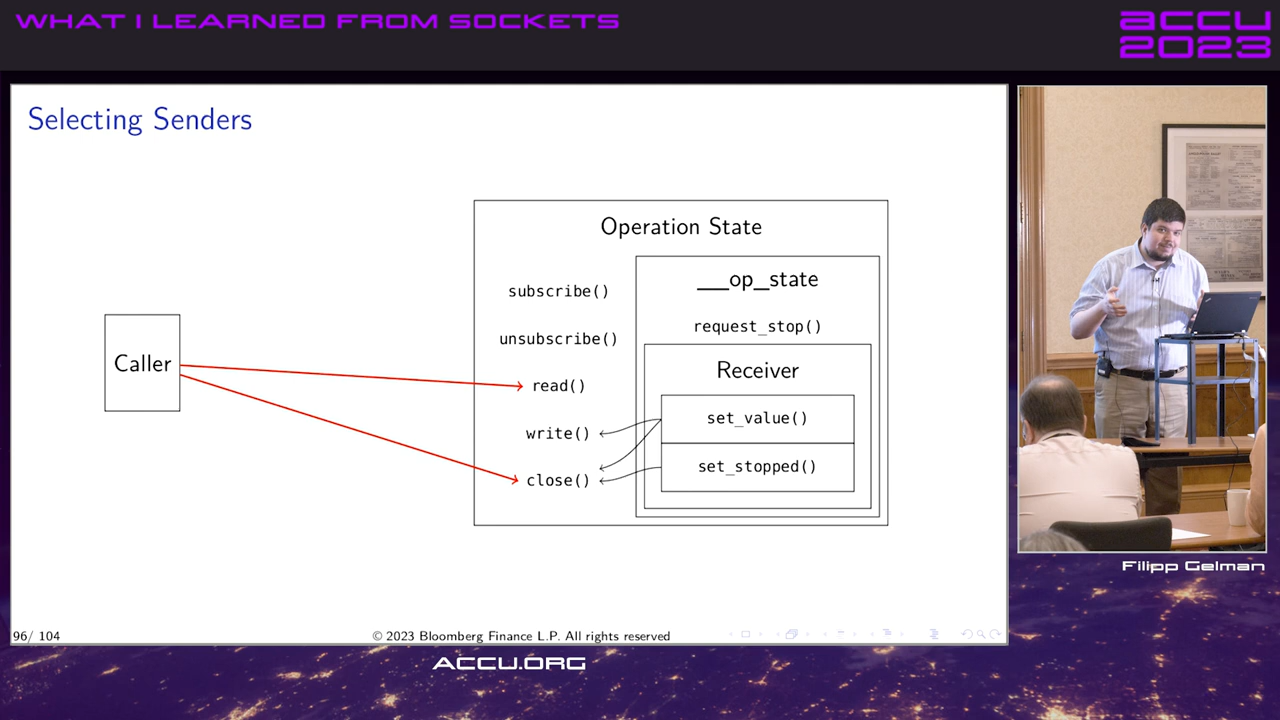 WHAT I LEARNED FROM SOCKETS
ACCU
2023
Selecting Senders
Operation State
__op_state
subscribe()
request_stop()
unsubscribe()
Receiver
Caller
read()
set_value()
write()
set_stopped()
close()
Filipp Gelman
96/ 104
© 2023 Bloomberg Finance L.P. All rights reserved
ACCU.ORG